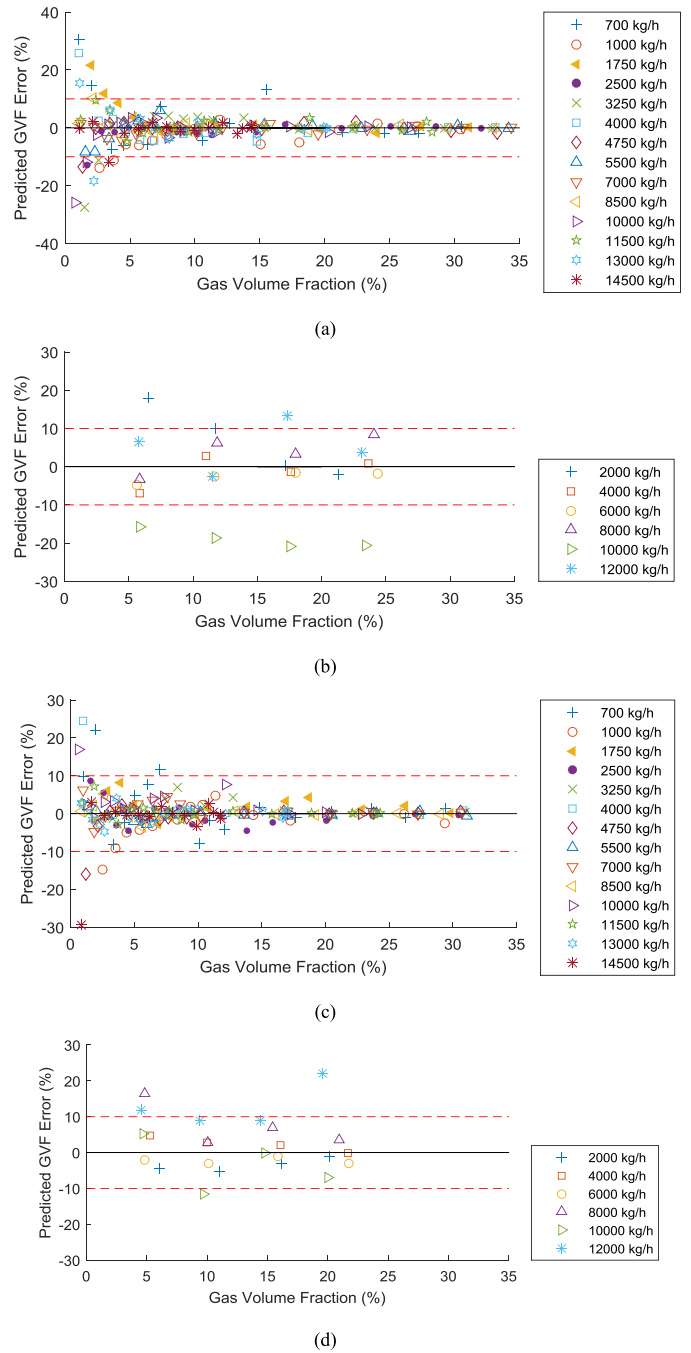 40
20
0
-20
-40
0 5 10 15 20 25 30 35
Predicted GVF Error (%)
Gas Volume Fraction (%)
700 kg/h
1000 kg/h
1750 kg/h
2500 kg/h
3250 kg/h
4000 kg/h
4750 kg/h
5500 kg/h
7000 kg/h
8500 kg/h
10000 kg/h
11500 kg/h
13000 kg/h
14500 kg/h
(a)
30
20
10
0
-10
-20
-30
0 5 10 15 20 25 30 35
Predicted GVF Error (%)
Gas Volume Fraction (%)
2000 kg/h
4000 kg/h
6000 kg/h
8000 kg/h
10000 kg/h
12000 kg/h
(b)
30
20
10
0
-10
-20
-30
0 5 10 15 20 25 30 35
Predicted GVF Error (%)
Gas Volume Fraction (%)
700 kg/h
1000 kg/h
1750 kg/h
2500 kg/h
3250 kg/h
4000 kg/h
4750 kg/h
5500 kg/h
7000 kg/h
8500 kg/h
10000 kg/h
11500 kg/h
13000 kg/h
14500 kg/h
(c)
30
20
10
0
-10
-20
-30
0 5 10 15 20 25 30 35
Predicted GVF Error (%)
Gas Volume Fraction (%)
2000 kg/h
4000 kg/h
6000 kg/h
8000 kg/h
10000 kg/h
12000 kg/h
(d)